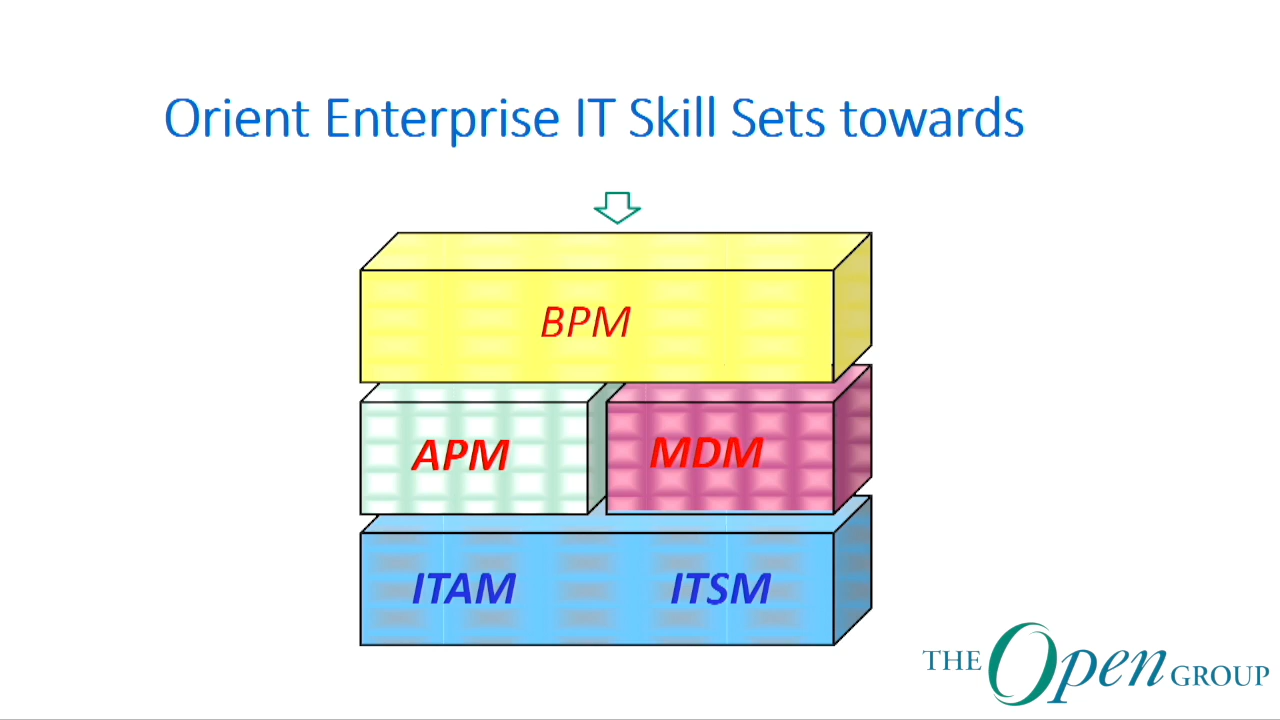 Orient Enterprise IT Skill Sets towards
BPM
APM MDM
ITAM ITSM
THE Open GROUP